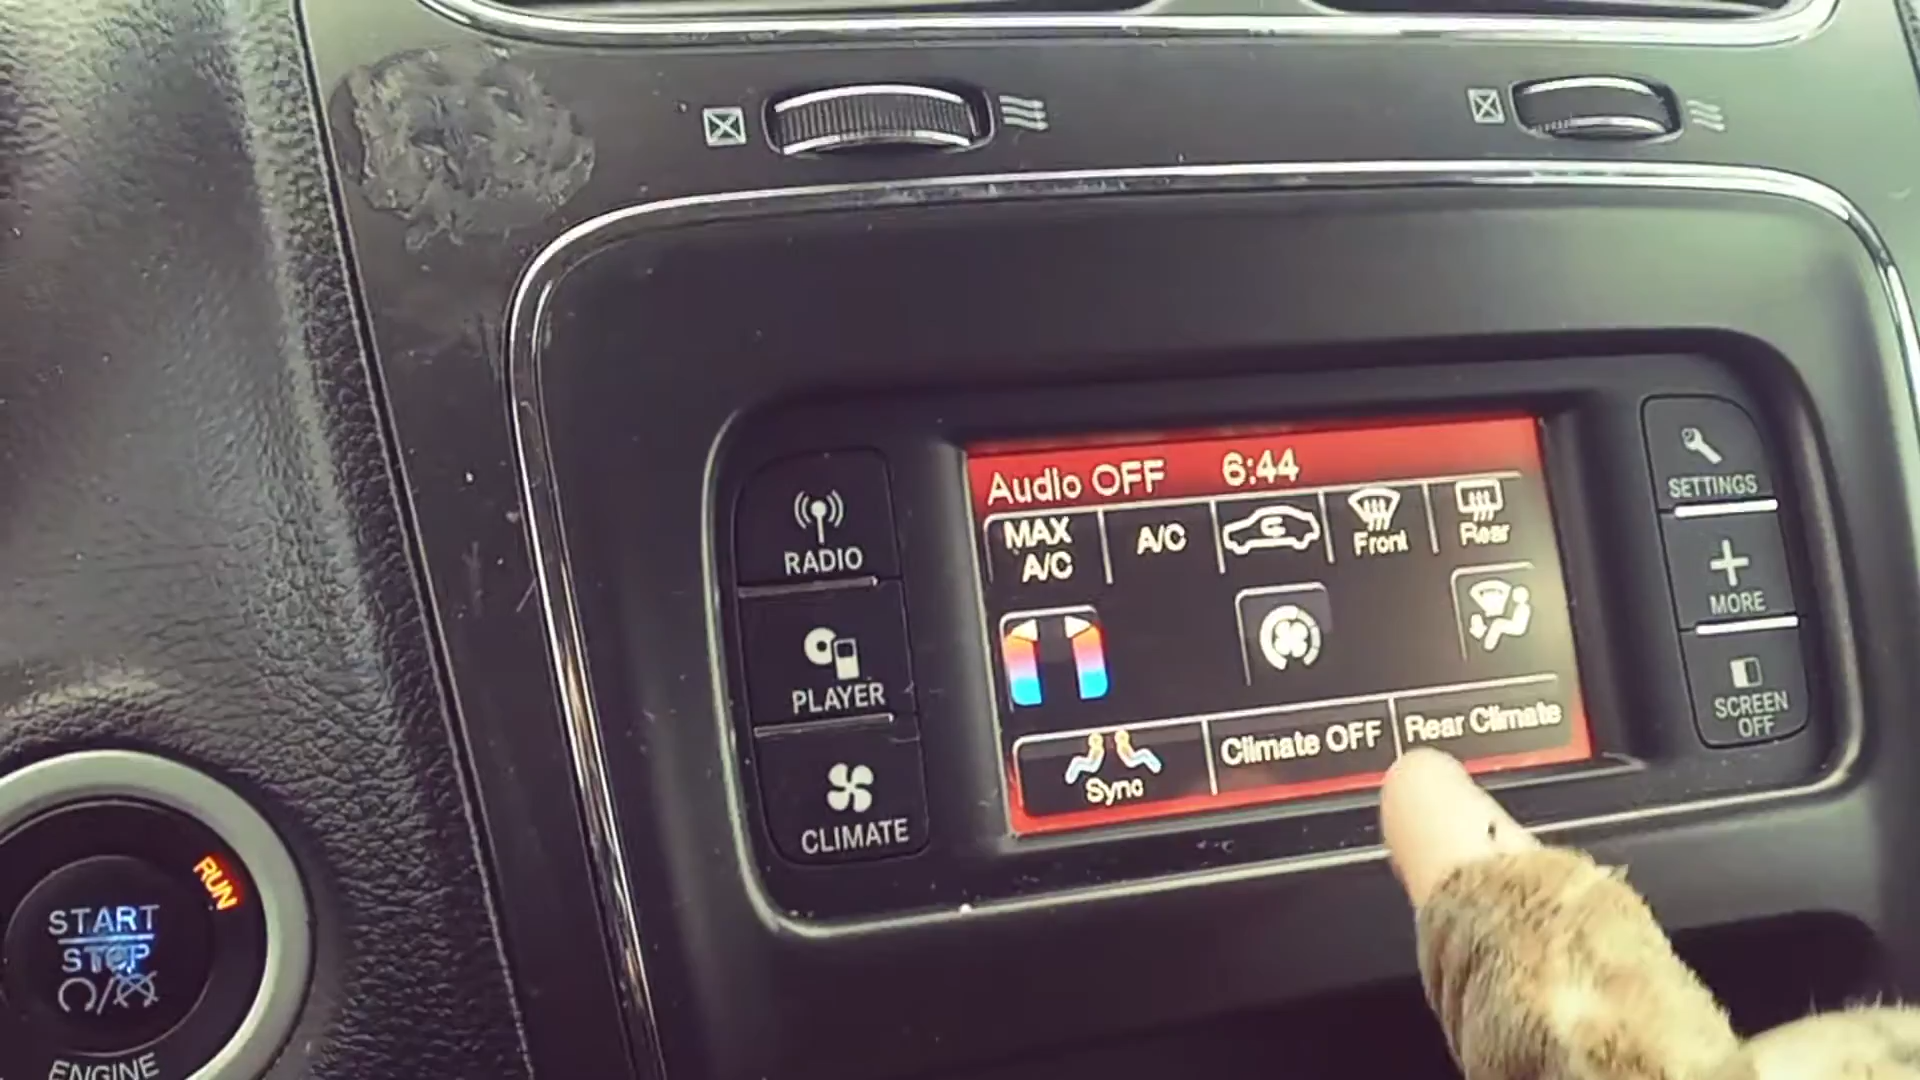 Audio OFF 6:44
MAX A/C
A/C
Front
Rear
Sync
Climate OFF
Rear Climate
RADIO
PLAYER
CLIMATE
SETTINGS
MORE
SCREEN
OFF
RUN
START
STOP
ENGINE